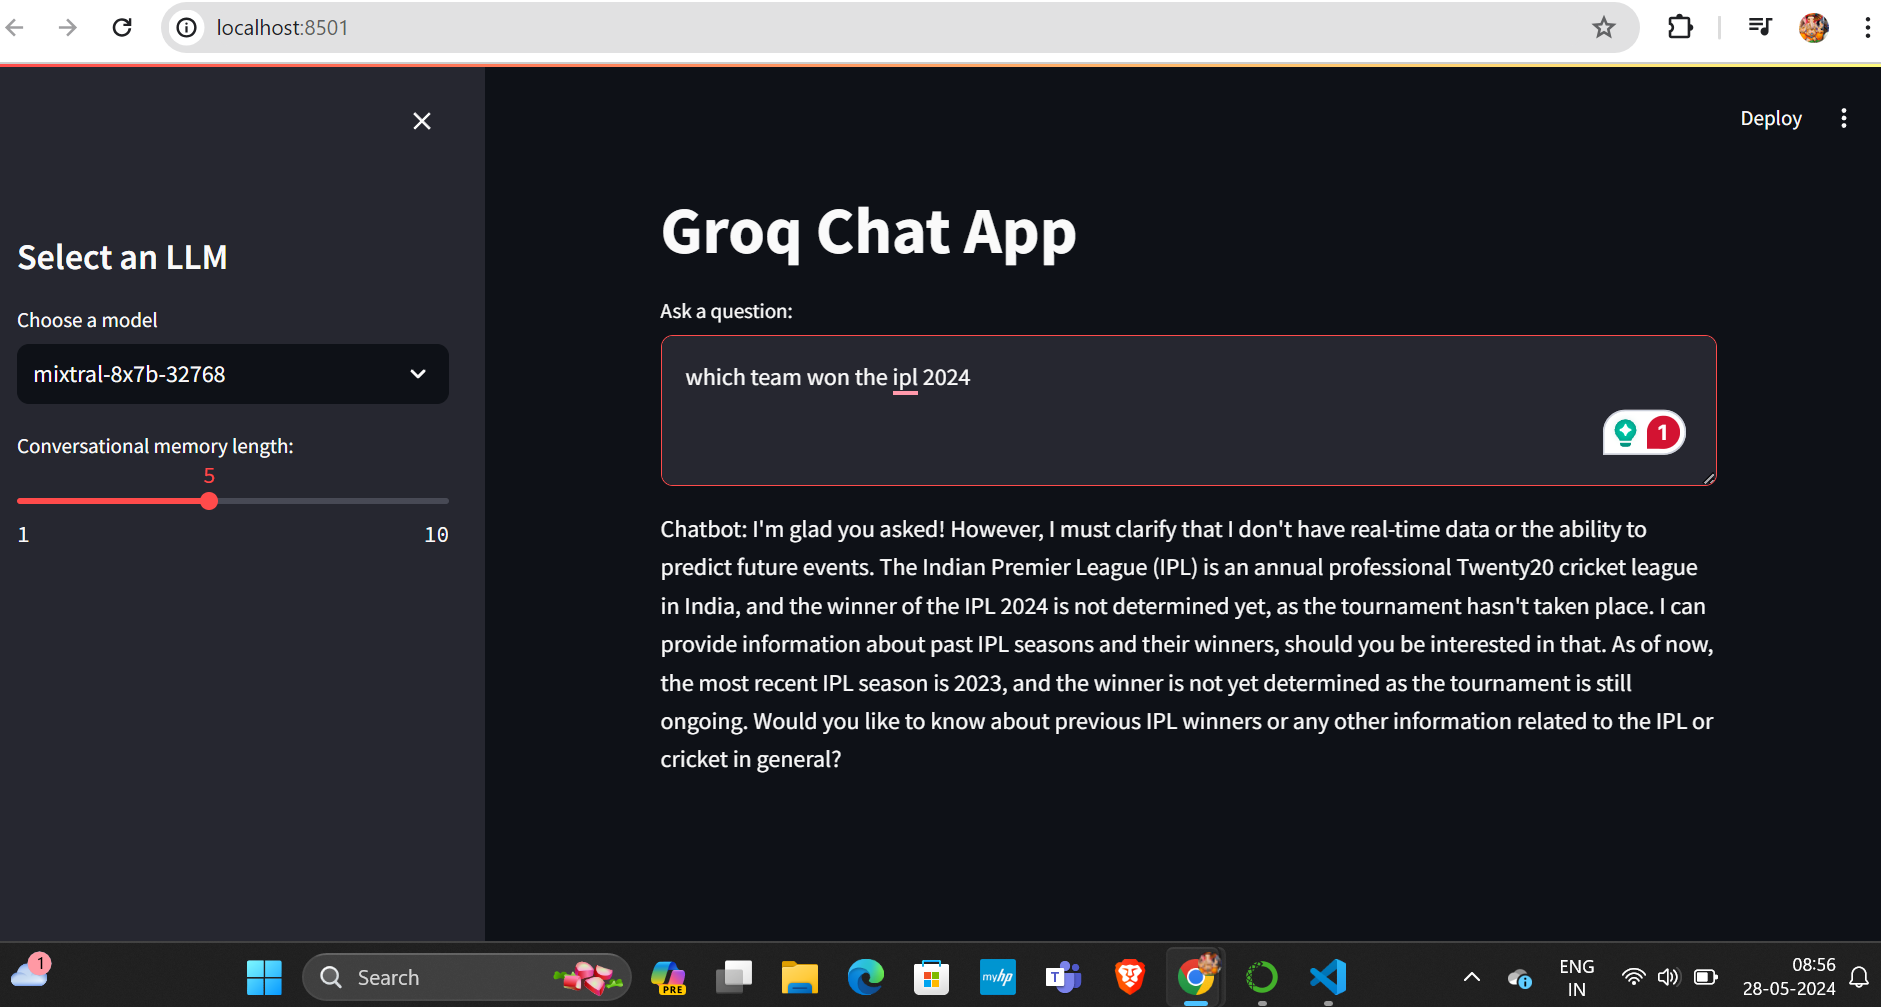 localhost:8501
Deploy
Select an LLM
Choose a model
mixtral-8x7b-32768
Conversational memory length:
5
1
10
Groq Chat App
Ask a question:
which team won the ipl 2024
1
Chatbot: I'm glad you asked! However, I must clarify that I don't have real-time data or the ability to
predict future events. The Indian Premier League (IPL) is an annual professional Twenty20 cricket league
in India, and the winner of the IPL 2024 is not determined yet, as the tournament hasn't taken place. I can
provide information about past IPL seasons and their winners, should you be interested in that. As of now,
the most recent IPL season is 2023, and the winner is not yet determined as the tournament is still
ongoing. Would you like to know about previous IPL winners or any other information related to the IPL or
cricket in general?
1
Search
PRE
myhp
T
ENG
IN
08:56
28-05-2024